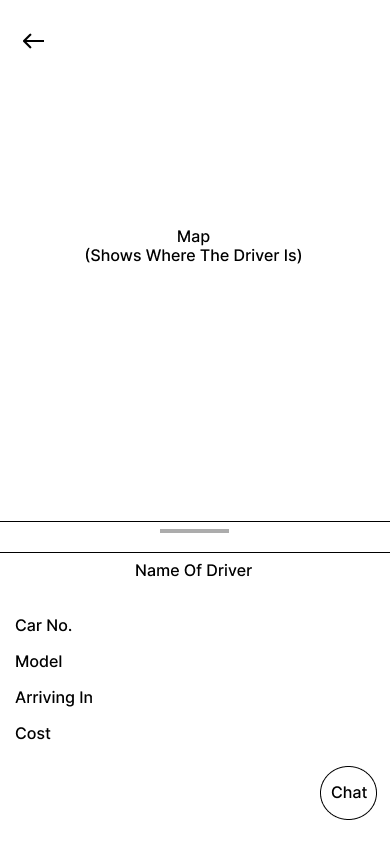 Map
(Shows Where The Driver Is)
Name Of Driver
Car No.
Model
Arriving In
Cost
Chat